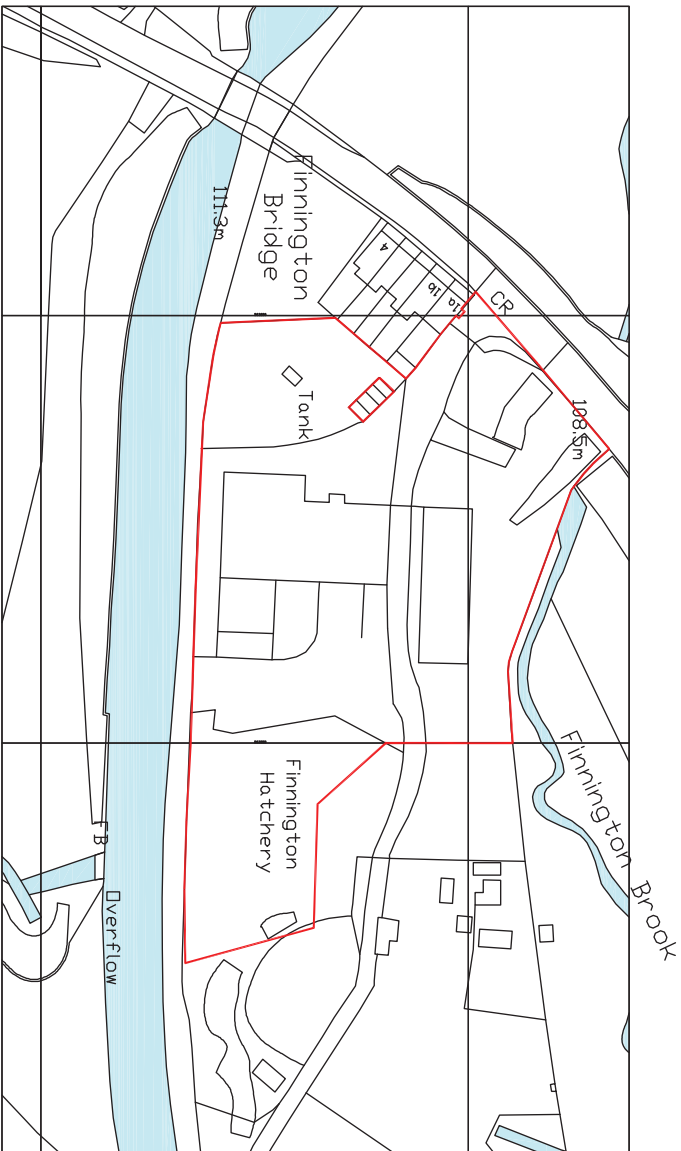 Finnington
Bridge
111.3m
4
1b
1a
CR
108.5m
Tank
Finnington
Hatchery
Finnington Brook
FB
Overflow